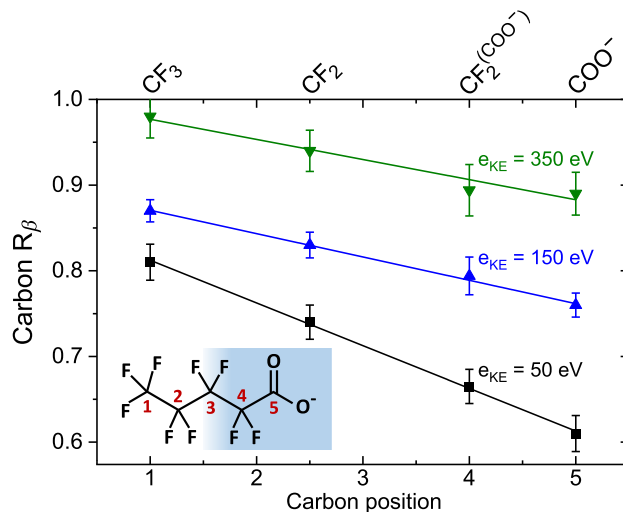 CF₃ CF₂ CF₂^(COO⁻) COO⁻
1.0
0.9
0.8
0.7
0.6
Carbon Rβ
eKE = 350 eV
eKE = 150 eV
eKE = 50 eV
F F F O
F
F 1 2 3 4 5 O⁻
F F F F
1 2 3 4 5
Carbon position